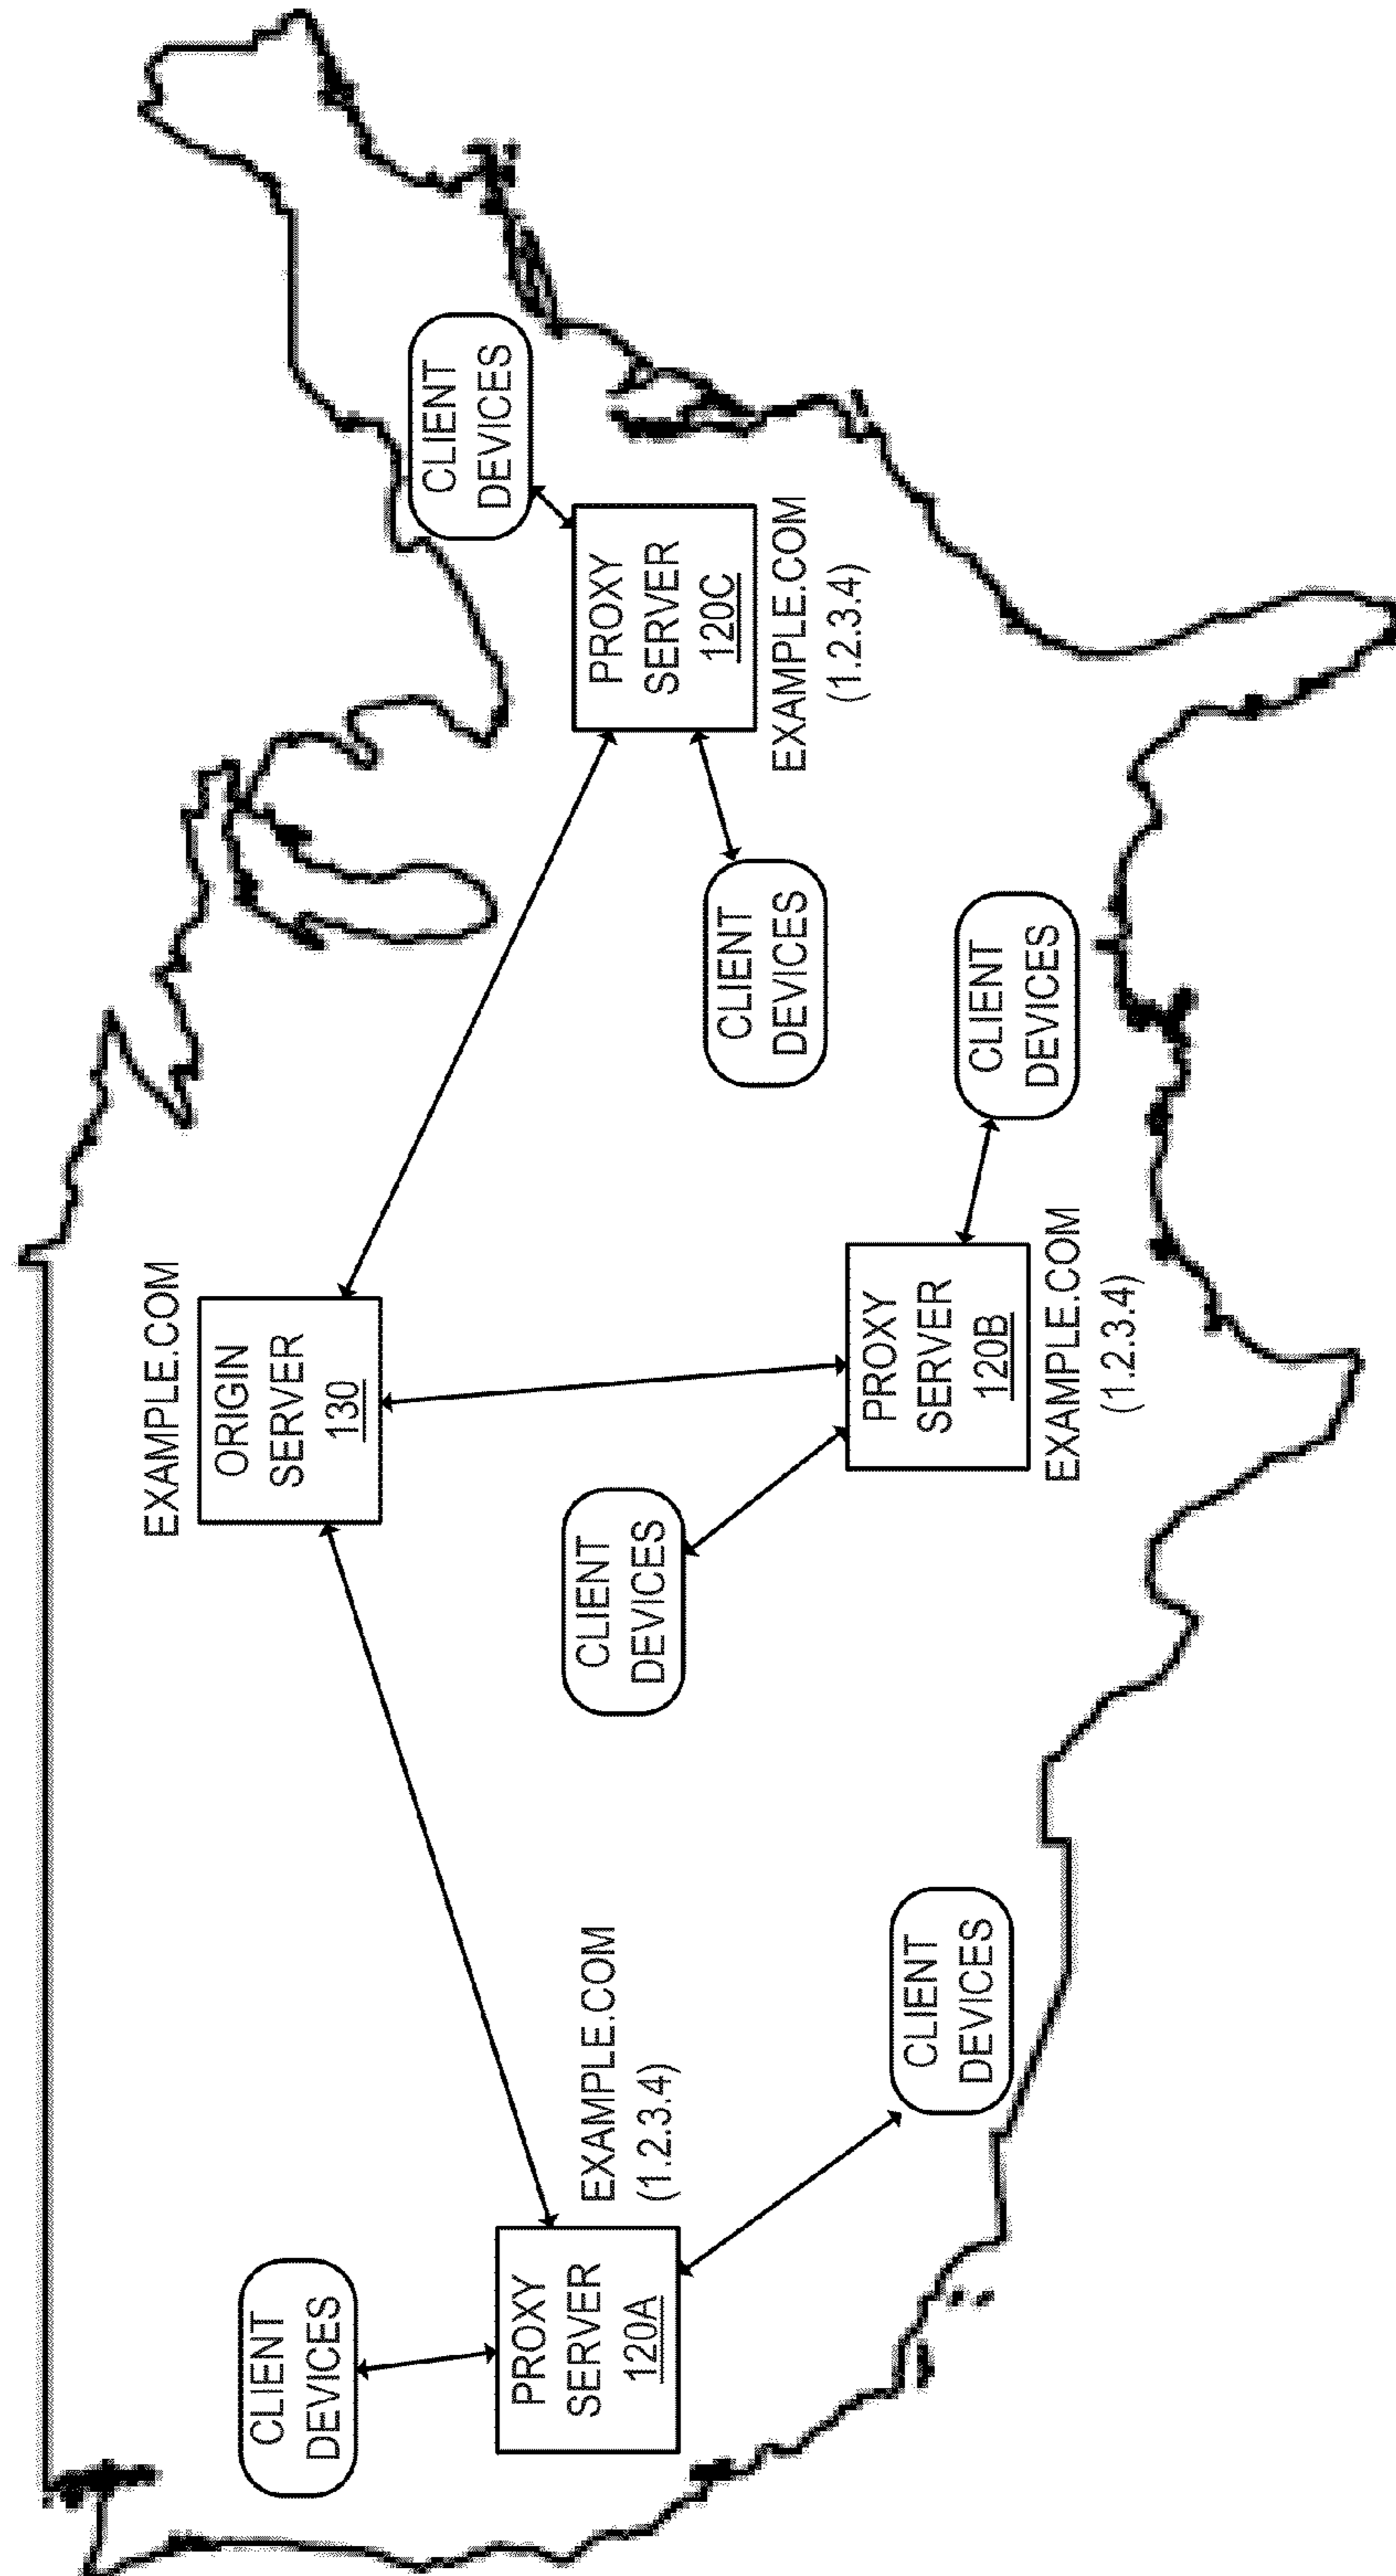 EXAMPLE.COM
ORIGIN
SERVER
130
CLIENT
DEVICES
PROXY
SERVER
120A
EXAMPLE.COM
(1.2.3.4)
CLIENT
DEVICES
CLIENT
DEVICES
PROXY
SERVER
120B
EXAMPLE.COM
(1.2.3.4)
CLIENT
DEVICES
CLIENT
DEVICES
PROXY
SERVER
120C
EXAMPLE.COM
(1.2.3.4)
CLIENT
DEVICES